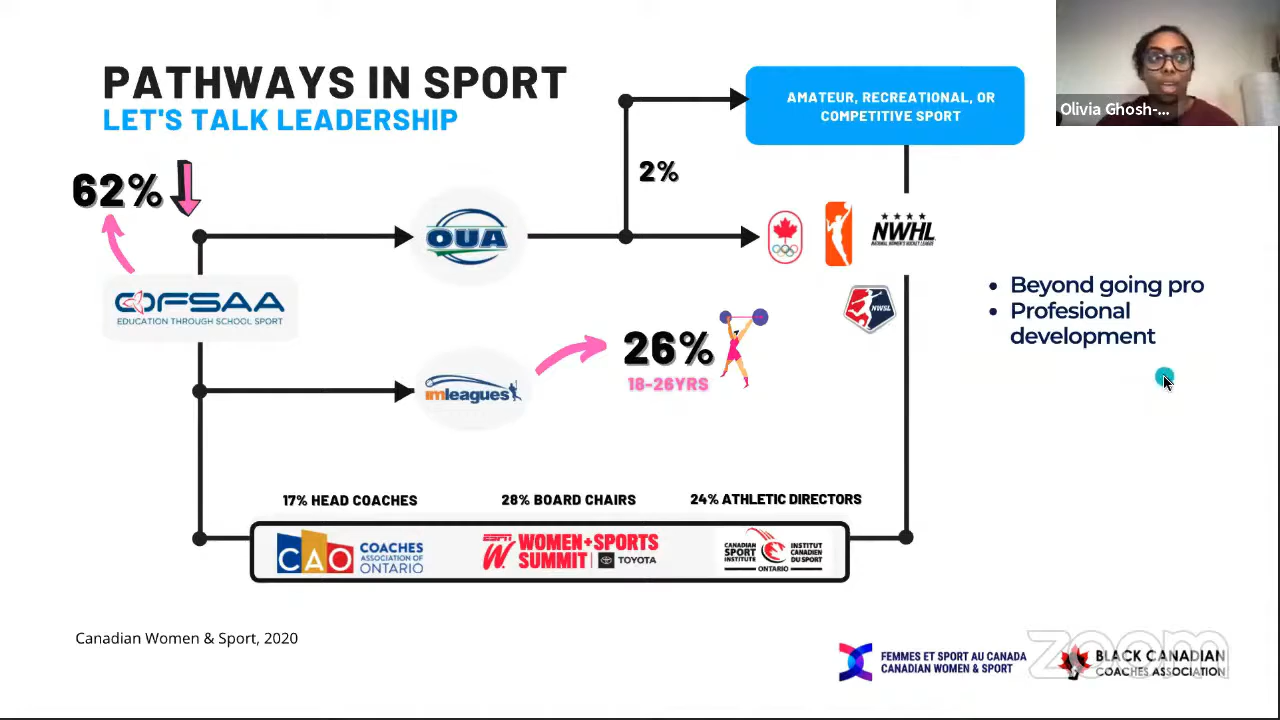 PATHWAYS IN SPORT
LET'S TALK LEADERSHIP
AMATEUR, RECREATIONAL, OR
COMPETITIVE SPORT
Olivia Ghosh-...
62%
2%
OUA
NWHL
NATIONAL WOMEN'S HOCKEY LEAGUE
OFSAA
EDUCATION THROUGH SCHOOL SPORT
NWSL
• Beyond going pro
• Profesional
development
26%
18-26YRS
imleagues
17% HEAD COACHES
28% BOARD CHAIRS
24% ATHLETIC DIRECTORS
CAO
COACHES
ASSOCIATION OF
ONTARIO
ESPN
W.
WOMEN+SPORTS
SUMMIT
TOYOTA
CANADIAN
SPORT
INSTITUTE
INSTITUT
CANADIEN
DU SPORT
ONTARIO
Canadian Women & Sport, 2020
FEMMES ET SPORT AU CANADA
CANADIAN WOMEN & SPORT
zoom
BLACK CANADIAN
COACHES ASSOCIATION